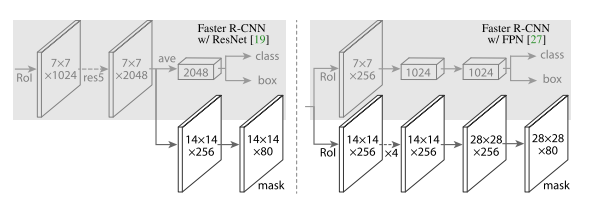 Faster R-CNN
w/ ResNet [19]
RoI
7×7
×1024
res5
7×7
×2048
ave
2048
class
box
14×14
×256
14×14
×80
mask
Faster R-CNN
w/ FPN [27]
RoI
7×7
×256
1024
1024
class
box
RoI
14×14
×256
×4
14×14
×256
28×28
×256
28×28
×80
mask